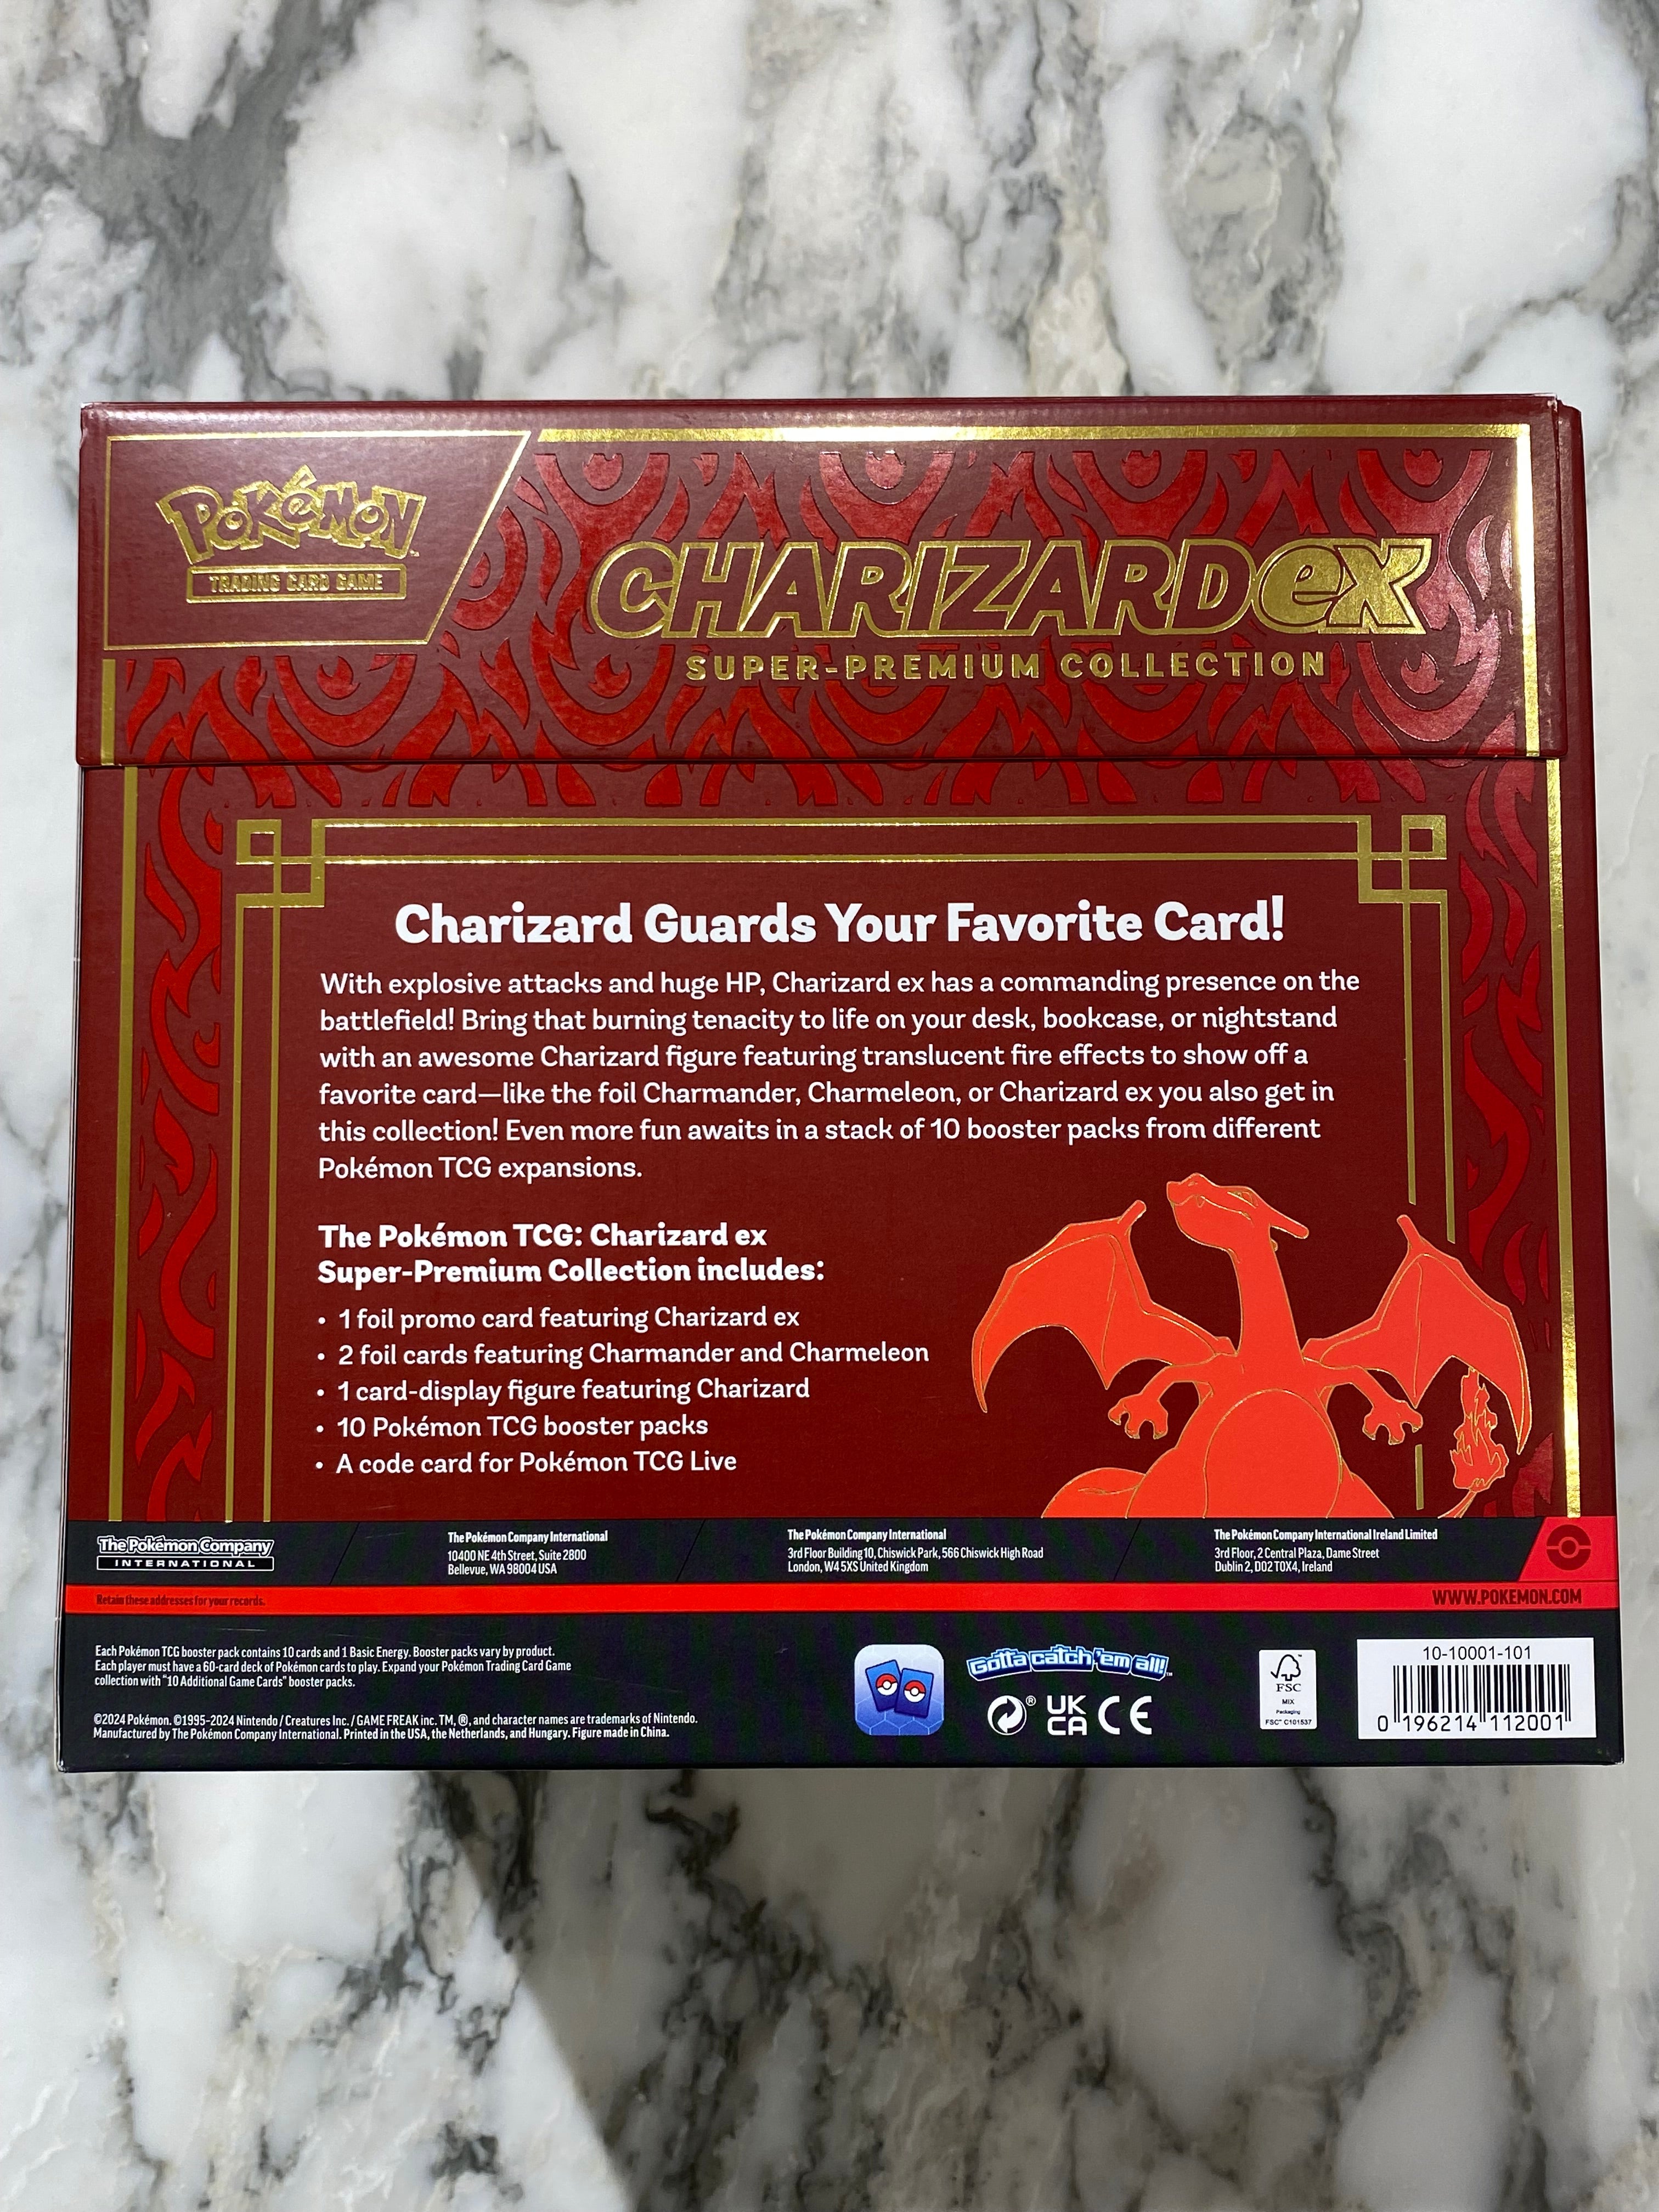 Pokémon
TRADING CARD GAME
CHARIZARD ex
SUPER-PREMIUM COLLECTION
Charizard Guards Your Favorite Card!
With explosive attacks and huge HP, Charizard ex has a commanding presence on the
battlefield! Bring that burning tenacity to life on your desk, bookcase, or nightstand
with an awesome Charizard figure featuring translucent fire effects to show off a
favorite card—like the foil Charmander, Charmeleon, or Charizard ex you also get in
this collection! Even more fun awaits in a stack of 10 booster packs from different
Pokémon TCG expansions.
The Pokémon TCG: Charizard ex
Super-Premium Collection includes:
• 1 foil promo card featuring Charizard ex
• 2 foil cards featuring Charmander and Charmeleon
• 1 card-display figure featuring Charizard
• 10 Pokémon TCG booster packs
• A code card for Pokémon TCG Live
The Pokémon Company
INTERNATIONAL
The Pokémon Company International
10400 NE 4th Street, Suite 2800
Bellevue, WA 98004 USA
The Pokémon Company International
3rd Floor Building 10, Chiswick Park, 566 Chiswick High Road
London, W4 5XS United Kingdom
The Pokémon Company International Ireland Limited
3rd Floor, 2 Central Plaza, Dame Street
Dublin 2, D02 T0X4, Ireland
Retain these addresses for your records.
WWW.POKEMON.COM
Each Pokémon TCG booster pack contains 10 cards and 1 Basic Energy. Booster packs vary by product.
Each player must have a 60-card deck of Pokémon cards to play. Expand your Pokémon Trading Card Game
collection with "10 Additional Game Cards" booster packs.
©2024 Pokémon. ©1995-2024 Nintendo / Creatures Inc. / GAME FREAK inc. TM, ®, and character names are trademarks of Nintendo.
Manufactured by The Pokémon Company International. Printed in the USA, the Netherlands, and Hungary. Figure made in China.
Gotta catch 'em all!™
®
UK
CA
CE
FSC
MIX
Packaging
FSC® C101537
10-10001-101
0 196214 112001